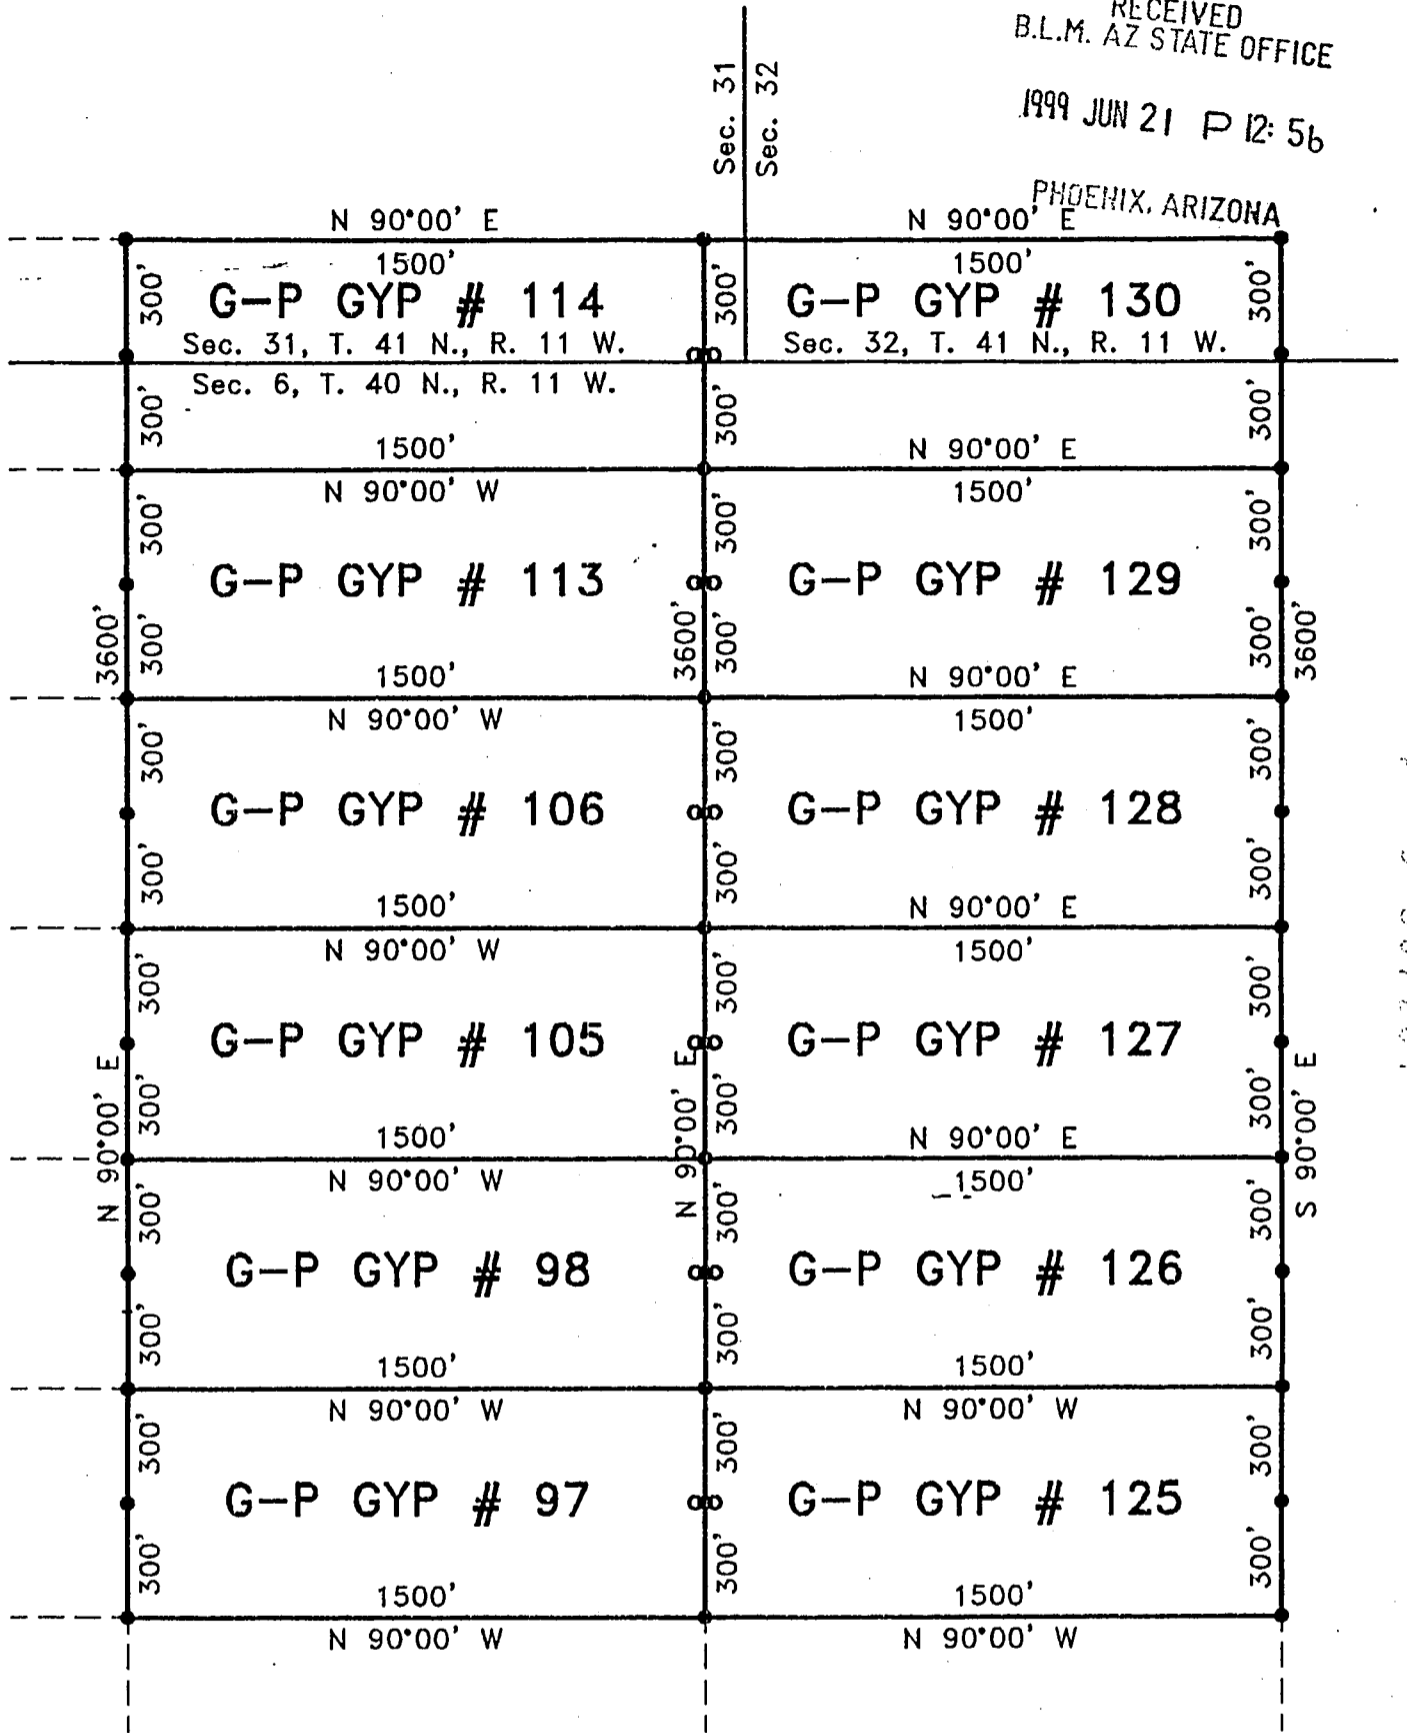 RECEIVED
B.L.M. AZ STATE OFFICE
1999 JUN 21 P 12: 56
PHOENIX, ARIZONA
Sec. 31
Sec. 32
N 90°00' E
N 90°00' E
1500'
1500'
300'
300'
300'
G-P GYP # 114
G-P GYP # 130
Sec. 31, T. 41 N., R. 11 W.
Sec. 32, T. 41 N., R. 11 W.
Sec. 6, T. 40 N., R. 11 W.
300'
300'
300'
1500'
N 90°00' E
N 90°00' W
1500'
300'
300'
300'
G-P GYP # 113
G-P GYP # 129
3600'
300'
3600'
300'
300'
3600'
1500'
N 90°00' E
N 90°00' W
1500'
300'
300'
300'
G-P GYP # 106
G-P GYP # 128
300'
300'
300'
1500'
N 90°00' E
N 90°00' W
1500'
300'
300'
300'
G-P GYP # 105
G-P GYP # 127
N 90°00' E
300'
N 90°00' E
300'
300'
S 90°00' E
1500'
N 90°00' E
N 90°00' W
1500'
300'
300'
300'
G-P GYP # 98
G-P GYP # 126
300'
300'
300'
1500'
1500'
N 90°00' W
N 90°00' W
300'
300'
300'
G-P GYP # 97
G-P GYP # 125
300'
300'
300'
1500'
1500'
N 90°00' W
N 90°00' W